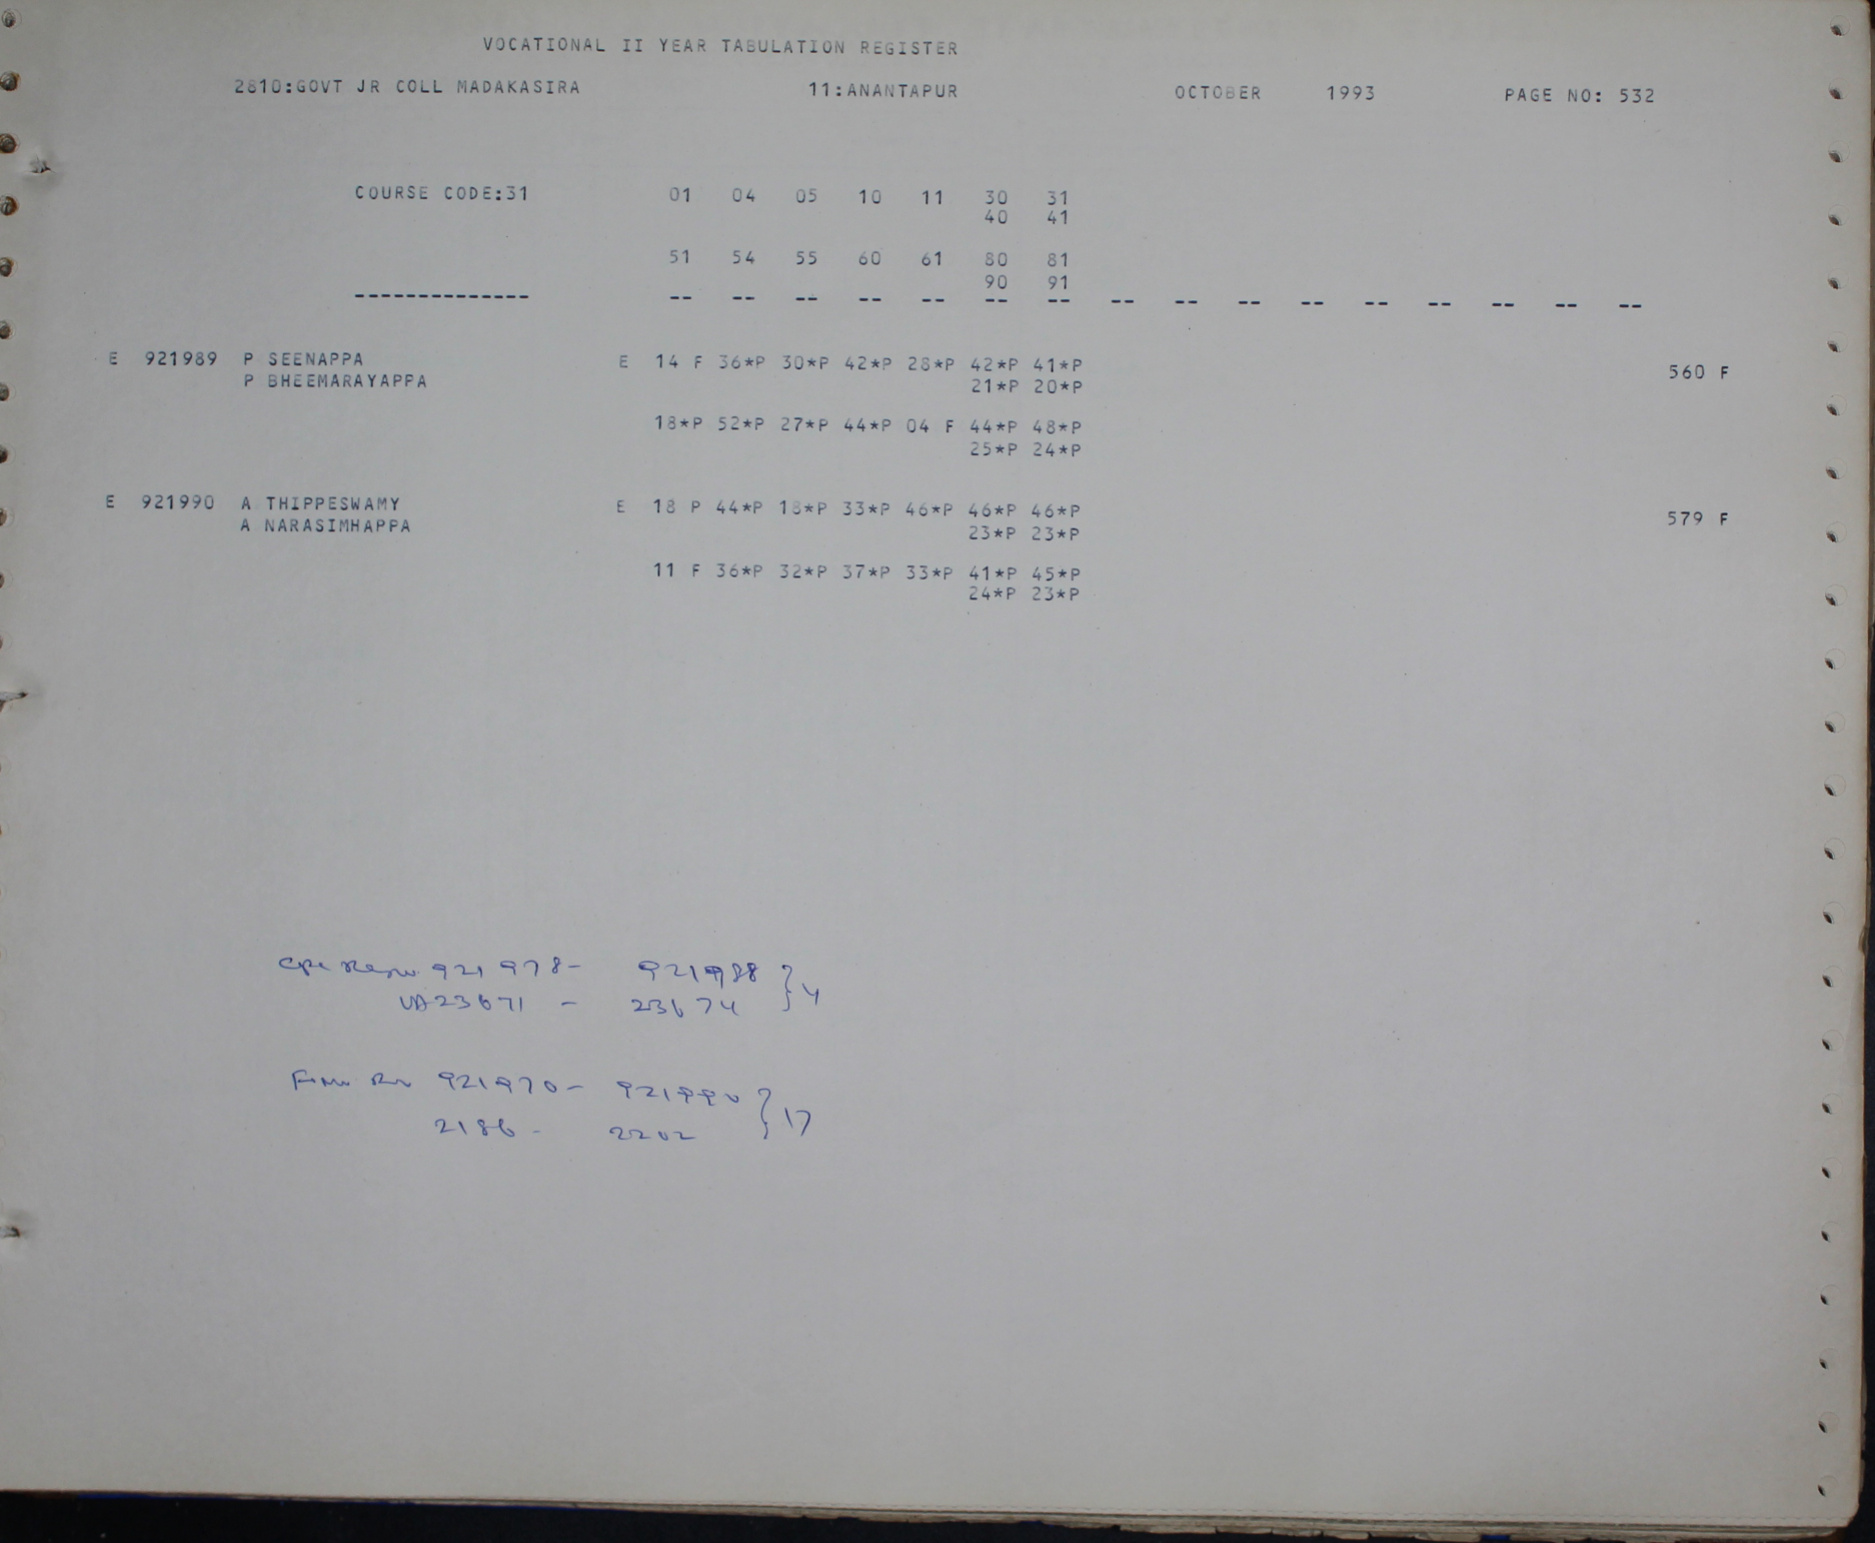 VOCATIONAL II YEAR TABULATION REGISTER
2810:GOVT JR COLL MADAKASIRA 11:ANANTAPUR OCTOBER 1993 PAGE NO: 532
COURSE CODE:31 01 04 05 10 11 30 31
40 41
51 54 55 60 61 80 81
90 91
-------------- -- -- -- -- -- -- -- -- -- -- -- -- -- -- -- --
E 921989 P SEENAPPA E 14 F 36*P 30*P 42*P 28*P 42*P 41*P 560 F
P BHEEMARAYAPPA 21*P 20*P
18*P 52*P 27*P 44*P 04 F 44*P 48*P
25*P 24*P
E 921990 A THIPPESWAMY E 18 P 44*P 18*P 33*P 46*P 46*P 46*P 579 F
A NARASIMHAPPA 23*P 23*P
11 F 36*P 32*P 37*P 33*P 41*P 45*P
24*P 23*P
921978- 921988 } 4
23671 - 23674
921970- 921990 } 17
2186 - 2202